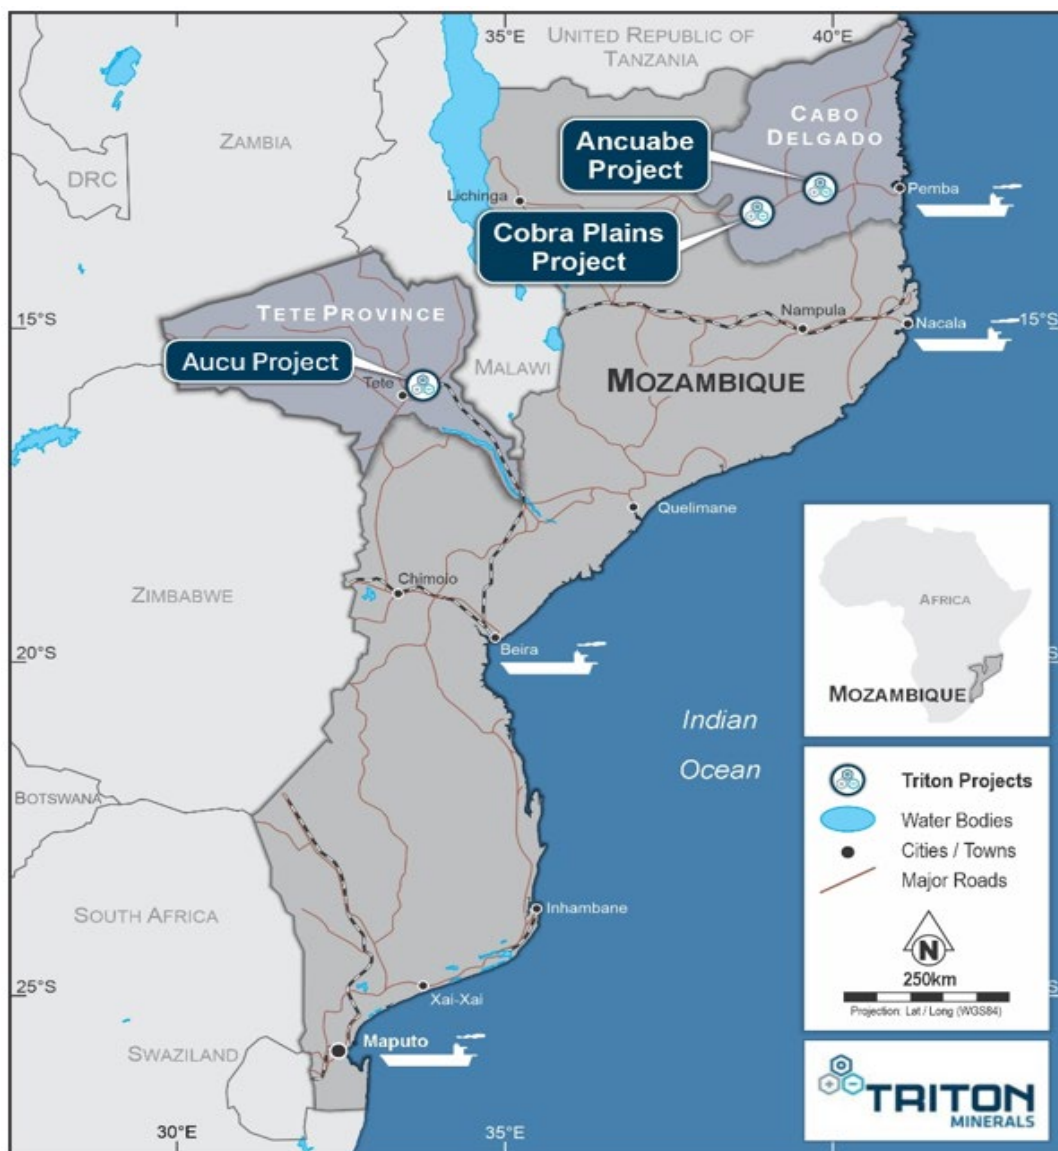 35°E
40°E
UNITED REPUBLIC OF
TANZANIA
CABO
DELGADO
ZAMBIA
DRC
Ancuabe
Project
Lichinga
Pemba
Cobra Plains
Project
TETE PROVINCE
15°S
Nampula
Nacala
15°S
Aucu Project
Tete
MALAWI
MOZAMBIQUE
Quelimane
Chimoio
ZIMBABWE
Beira
20°S
S
AFRICA
MOZAMBIQUE
Indian
Ocean
BOTSWANA
Triton Projects
Water Bodies
Cities / Towns
Major Roads
SOUTH AFRICA
Inhambane
N
250km
Projection: Lat / Long (WGS84)
25°S
S
Xai-Xai
Maputo
SWAZILAND
TRITON
MINERALS
30°E
35°E